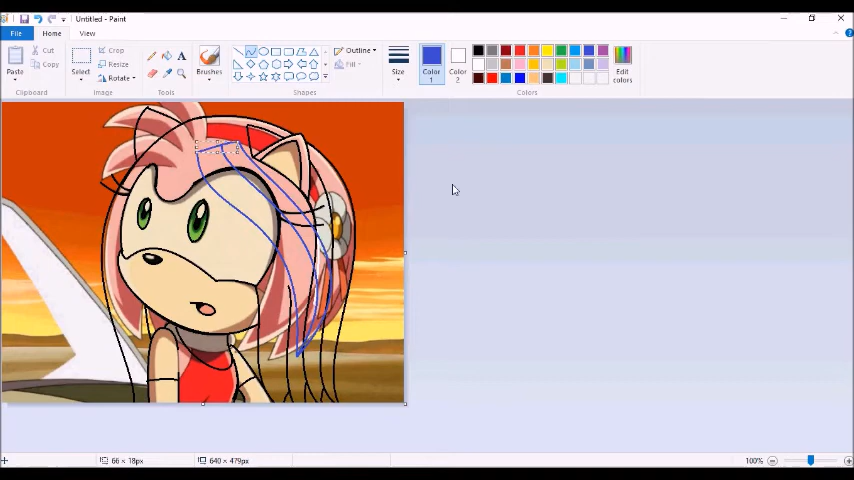 Untitled - Paint
File Home View
Cut
Copy
Paste
Clipboard
Crop
Resize
Rotate
Select
Image
A
Tools
Brushes
Outline
Fill
Shapes
Size
Color 1
Color 2
Edit colors
Colors
66 × 18px
640 × 479px
100%